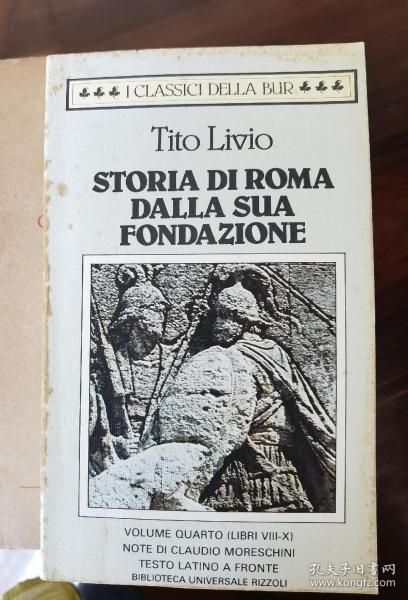 I CLASSICI DELLA BUR
Tito Livio
STORIA DI ROMA
DALLA SUA
FONDAZIONE
VOLUME QUARTO (LIBRI VIII-X)
NOTE DI CLAUDIO MORESCHINI
TESTO LATINO A FRONTE
BIBLIOTECA UNIVERSALE RIZZOLI
孔夫子旧书网
www.kongfz.com